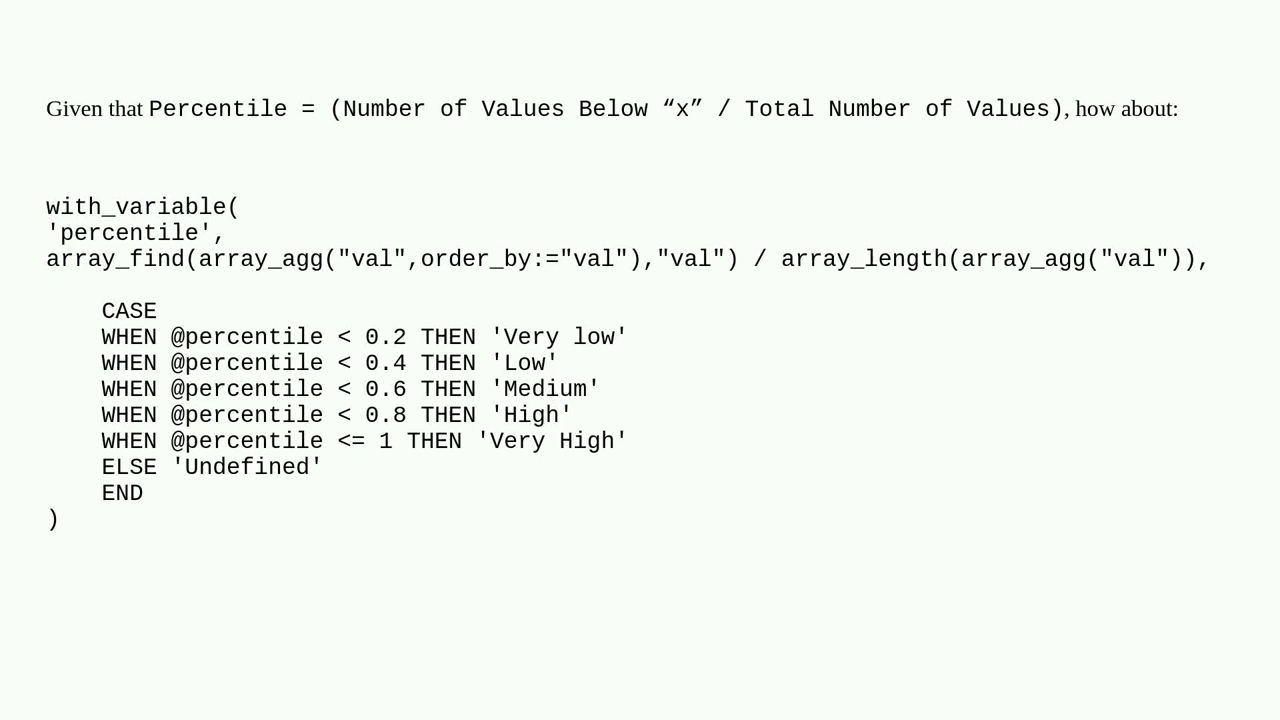 Given that Percentile = (Number of Values Below “x” / Total Number of Values), how about:
with_variable(
'percentile',
array_find(array_agg("val",order_by:="val"),"val") / array_length(array_agg("val")),
    CASE
    WHEN @percentile < 0.2 THEN 'Very low'
    WHEN @percentile < 0.4 THEN 'Low'
    WHEN @percentile < 0.6 THEN 'Medium'
    WHEN @percentile < 0.8 THEN 'High'
    WHEN @percentile <= 1 THEN 'Very High'
    ELSE 'Undefined'
    END
)